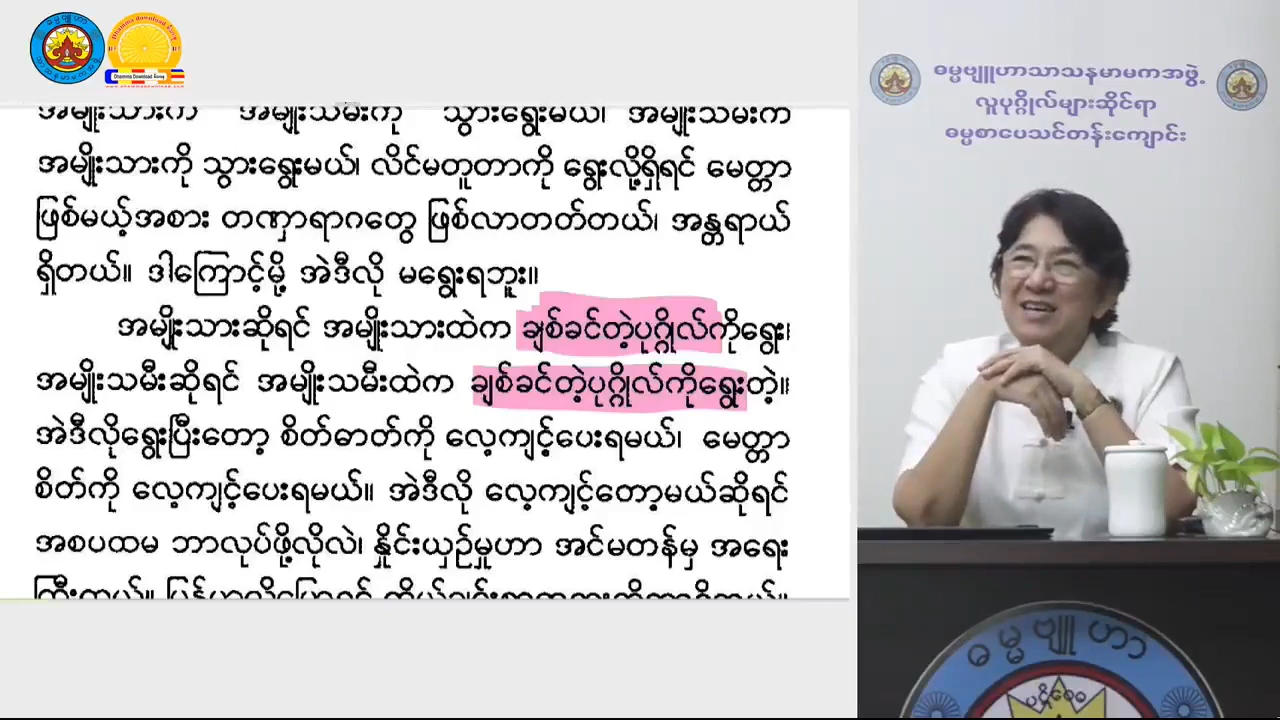 Dhamma download
Dhamma Download
www.dhammadownload.com
အမျိုးသားက အမျိုးသမီးကို သွားရွေးမယ်၊ အမျိုးသမီးက
အမျိုးသားကို သွားရွေးမယ်၊ လိင်မတူတာကို ရွေးလို့ရှိရင် မေတ္တာ
ဖြစ်မယ့်အစား တဏှာရာဂတွေ ဖြစ်လာတတ်တယ်၊ အန္တရာယ်
ရှိတယ်။ ဒါကြောင့်မို့ အဲဒီလို မရွေးရဘူး။
အမျိုးသားဆိုရင် အမျိုးသားထဲက ချစ်ခင်တဲ့ပုဂ္ဂိုလ်ကိုရွေး၊
အမျိုးသမီးဆိုရင် အမျိုးသမီးထဲက ချစ်ခင်တဲ့ပုဂ္ဂိုလ်ကိုရွေးတဲ့။
အဲဒီလိုရွေးပြီးတော့ စိတ်ဓာတ်ကို လေ့ကျင့်ပေးရမယ်၊ မေတ္တာ
စိတ်ကို လေ့ကျင့်ပေးရမယ်။ အဲဒီလို လေ့ကျင့်တော့မယ်ဆိုရင်
အစပထမ ဘာလုပ်ဖို့လိုလဲ၊ နှိုင်းယှဉ်မှုဟာ အင်မတန်မှ အရေး
ဓမ္မဗျူဟာသာသနာမာမကအဖွဲ့
လူပုဂ္ဂိုလ်များဆိုင်ရာ
ဓမ္မစာပေသင်တန်းကျောင်း
ဓမ္မဗျူဟာ
ပဋိဝေဓ